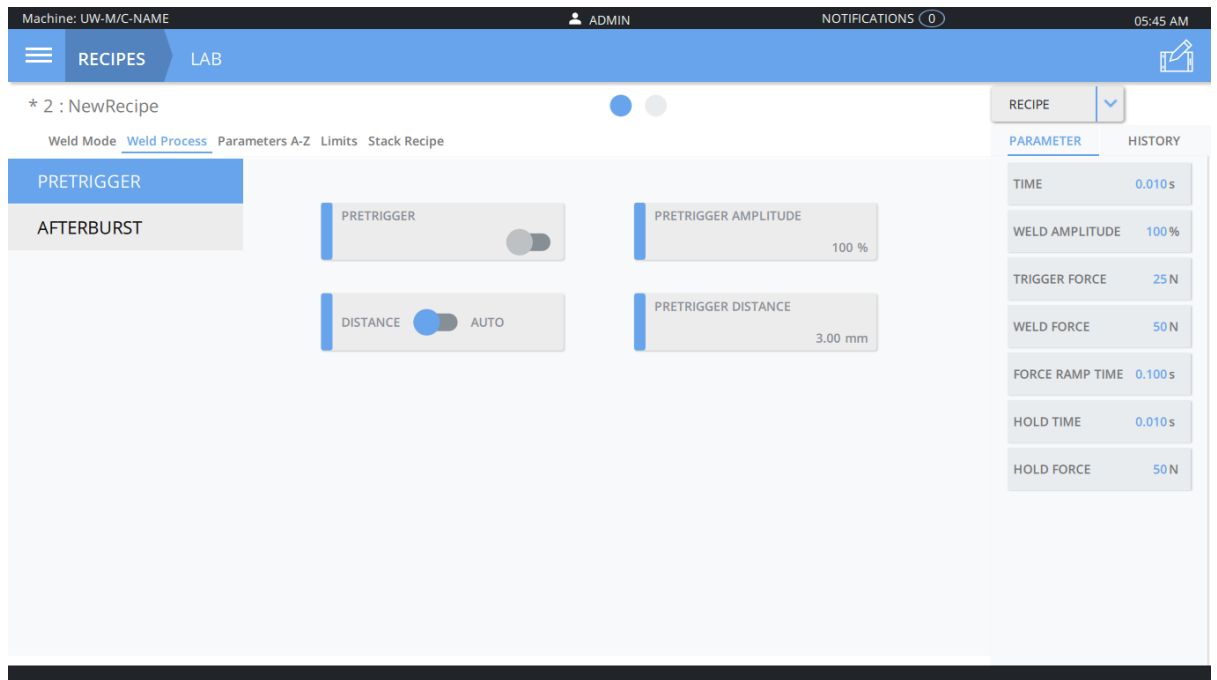 Machine: UW-M/C-NAME ADMIN NOTIFICATIONS 0 05:45 AM
RECIPES LAB
* 2 : NewRecipe
Weld Mode Weld Process Parameters A-Z Limits Stack Recipe
PRETRIGGER
AFTERBURST
PRETRIGGER
PRETRIGGER AMPLITUDE
100 %
DISTANCE AUTO
PRETRIGGER DISTANCE
3.00 mm
RECIPE
PARAMETER HISTORY
TIME 0.010 s
WELD AMPLITUDE 100 %
TRIGGER FORCE 25 N
WELD FORCE 50 N
FORCE RAMP TIME 0.100 s
HOLD TIME 0.010 s
HOLD FORCE 50 N